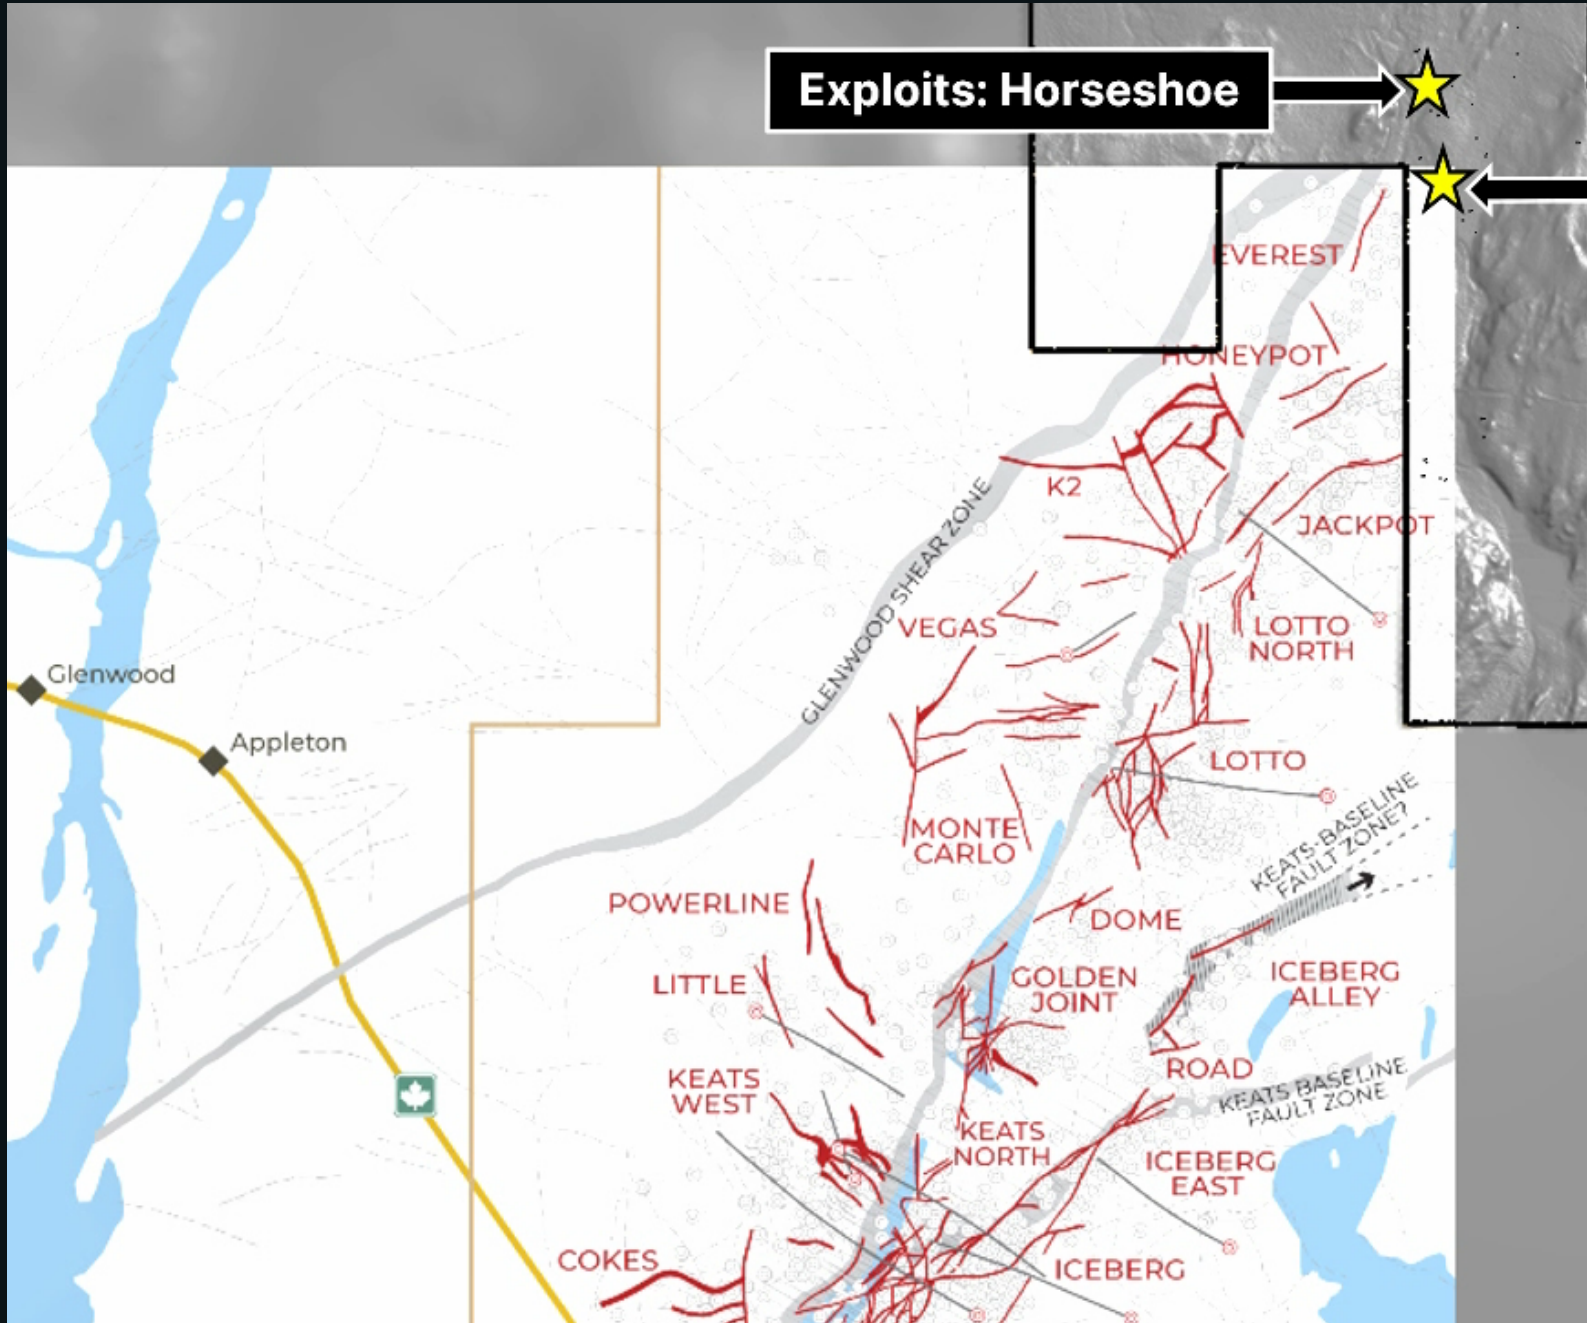 Exploits: Horseshoe
EVEREST
HONEYPOT
K2
GLENWOOD SHEAR ZONE
JACKPOT
VEGAS
LOTTO
NORTH
Glenwood
Appleton
LOTTO
MONTE
CARLO
KEATS-BASELINE
FAULT ZONE?
POWERLINE
DOME
LITTLE
GOLDEN
JOINT
ICEBERG
ALLEY
ROAD
KEATS
WEST
KEATS BASELINE
FAULT ZONE
KEATS
NORTH
ICEBERG
EAST
COKES
ICEBERG